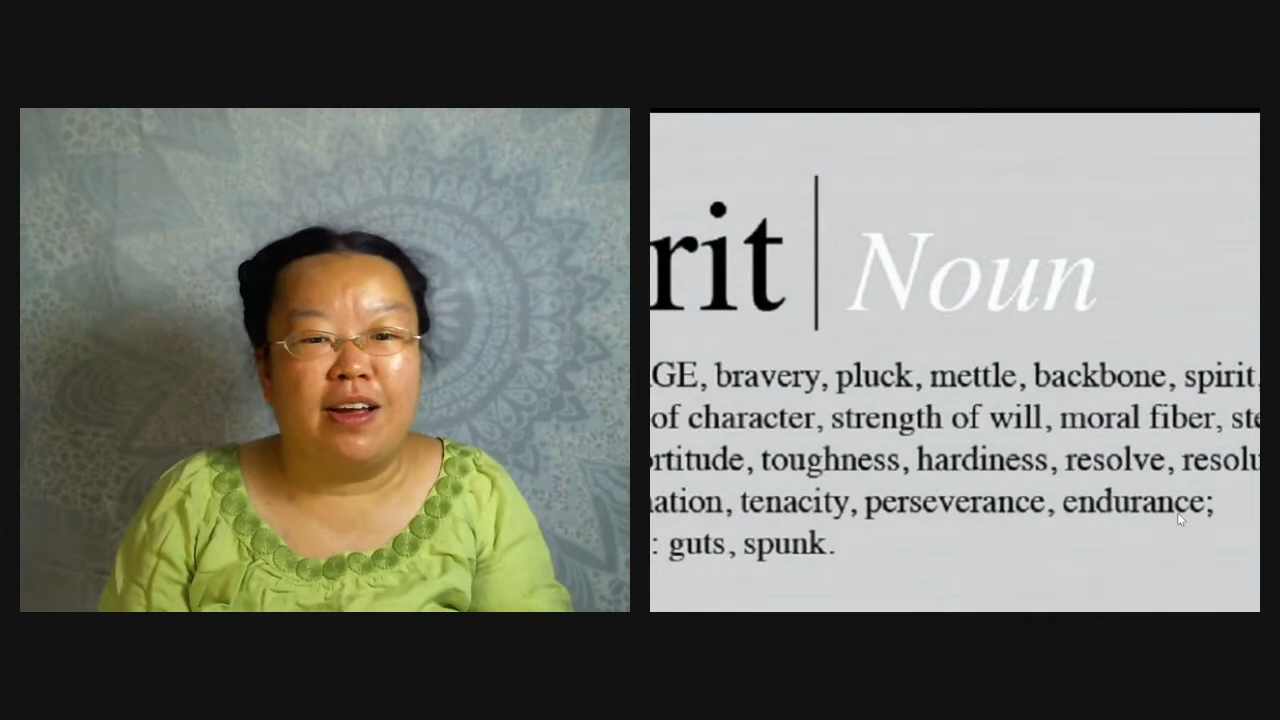 rit | Noun
GE, bravery, pluck, mettle, backbone, spirit,
of character, strength of will, moral fiber, ste
rtitude, toughness, hardiness, resolve, resolu
nation, tenacity, perseverance, endurance;
: guts, spunk.